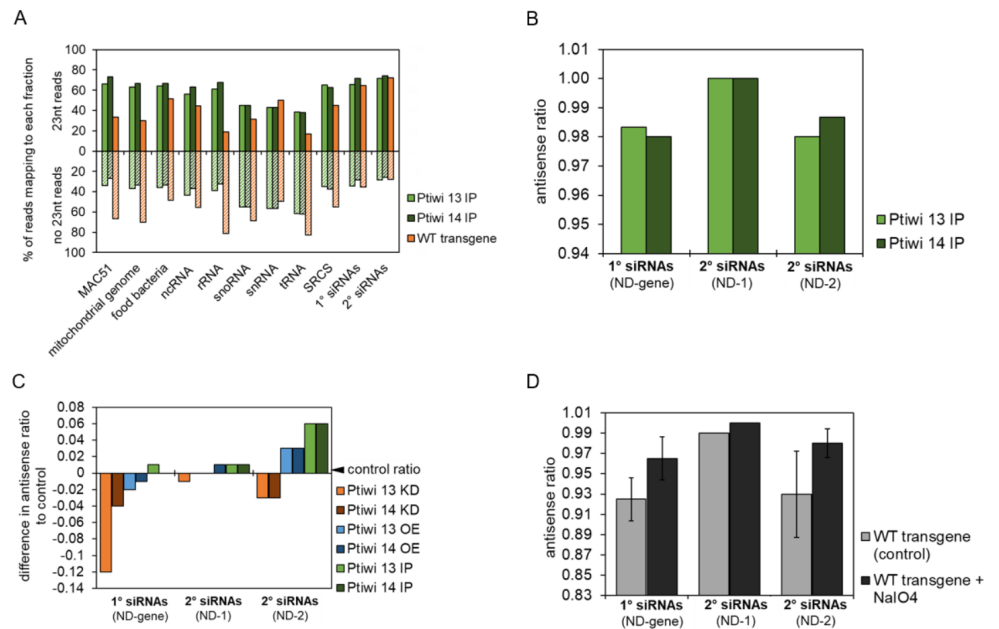 A
% of reads mapping to each fraction
no 23nt reads 23nt reads
100
80
60
40
20
0
20
40
60
80
100
Ptiwi 13 IP
Ptiwi 14 IP
WT transgene
MAC51
mitochondrial genome
food bacteria
ncRNA
rRNA
snoRNA
snRNA
tRNA
SRCS
1° siRNAs
2° siRNAs
B
antisense ratio
1.01
1.00
0.99
0.98
0.97
0.96
0.95
0.94
1° siRNAs 2° siRNAs 2° siRNAs
(ND-gene) (ND-1) (ND-2)
Ptiwi 13 IP
Ptiwi 14 IP
C
difference in antisense ratio
to control
0.08
0.06
0.04
0.02
0
-0.02
-0.04
-0.06
-0.08
-0.1
-0.12
-0.14
control ratio
Ptiwi 13 KD
Ptiwi 14 KD
Ptiwi 13 OE
Ptiwi 14 OE
Ptiwi 13 IP
Ptiwi 14 IP
1° siRNAs 2° siRNAs 2° siRNAs
(ND-gene) (ND-1) (ND-2)
D
antisense ratio
1.01
0.99
0.97
0.95
0.93
0.91
0.89
0.87
0.85
0.83
1° siRNAs 2° siRNAs 2° siRNAs
(ND-gene) (ND-1) (ND-2)
WT transgene
(control)
WT transgene +
NaIO4